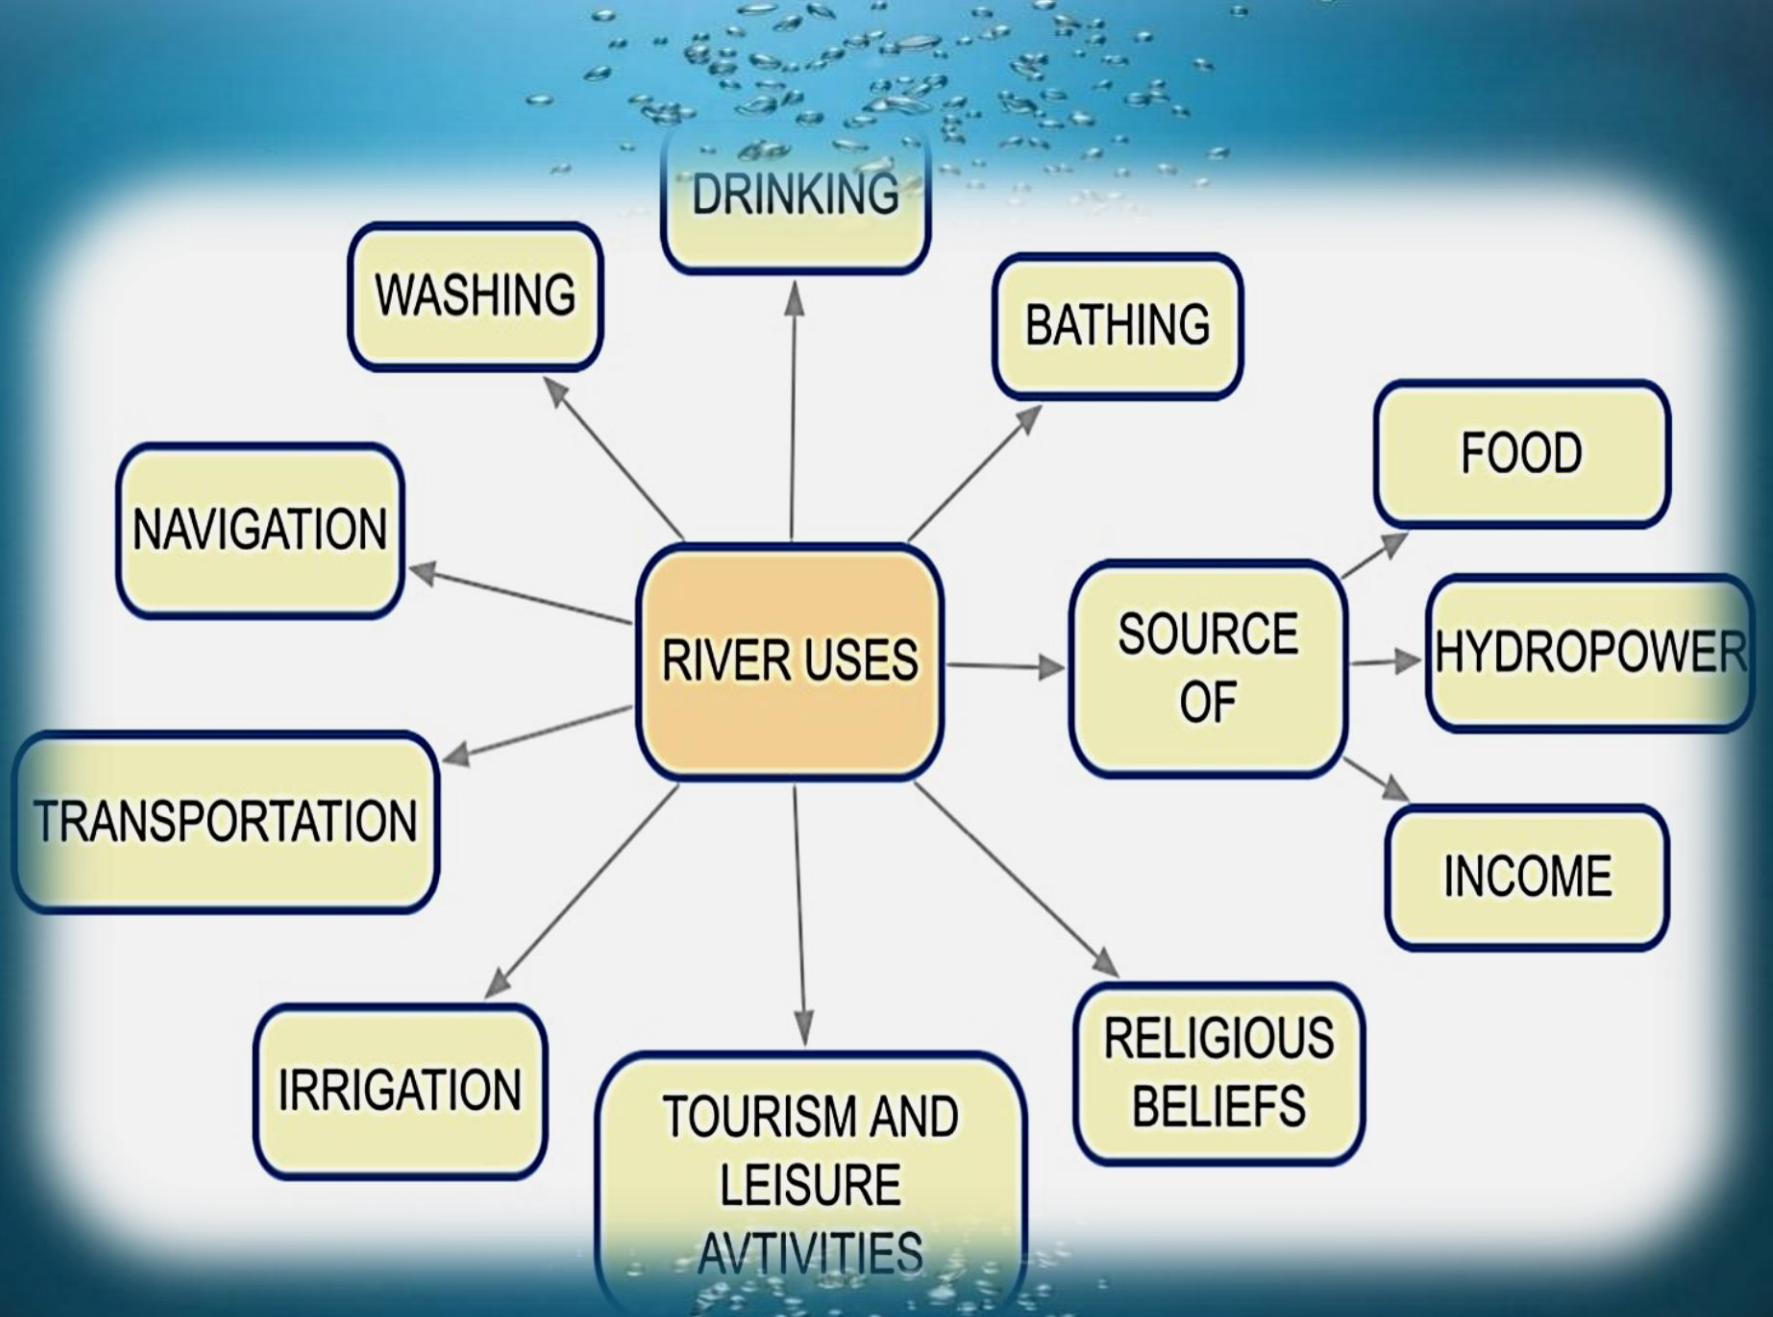 DRINKING
WASHING
BATHING
FOOD
NAVIGATION
HYDROPOWER
SOURCE
OF
RIVER USES
TRANSPORTATION
INCOME
RELIGIOUS
BELIEFS
IRRIGATION
TOURISM AND
LEISURE
AVTIVITIES